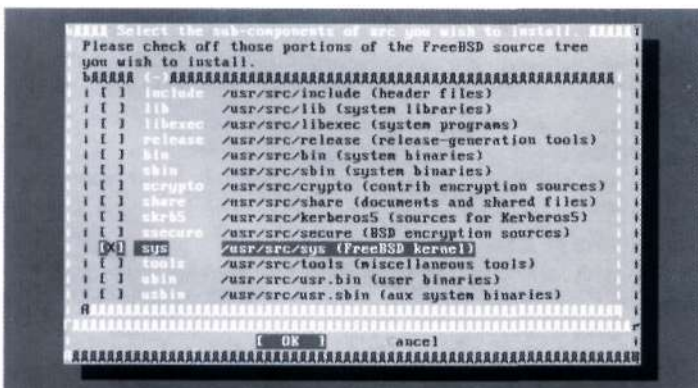 Select the sub-components of src you wish to install.
Please check off those portions of the FreeBSD source tree
you wish to install.
(-)
[ ] include /usr/src/include (header files)
[ ] lib /usr/src/lib (system libraries)
[ ] libexec /usr/src/libexec (system programs)
[ ] release /usr/src/release (release-generation tools)
[ ] bin /usr/src/bin (system binaries)
[ ] sbin /usr/src/sbin (system binaries)
[ ] scrypto /usr/src/crypto (contrib encryption sources)
[ ] share /usr/src/share (documents and shared files)
[ ] skrb5 /usr/src/kerberos5 (sources for Kerberos5)
[ ] ssecure /usr/src/secure (BSD encryption sources)
[X] sys /usr/src/sys (FreeBSD kernel)
[ ] tools /usr/src/tools (miscellaneous tools)
[ ] ubin /usr/src/usr.bin (user binaries)
[ ] usbin /usr/src/usr.sbin (aux system binaries)
[ OK ] ancel